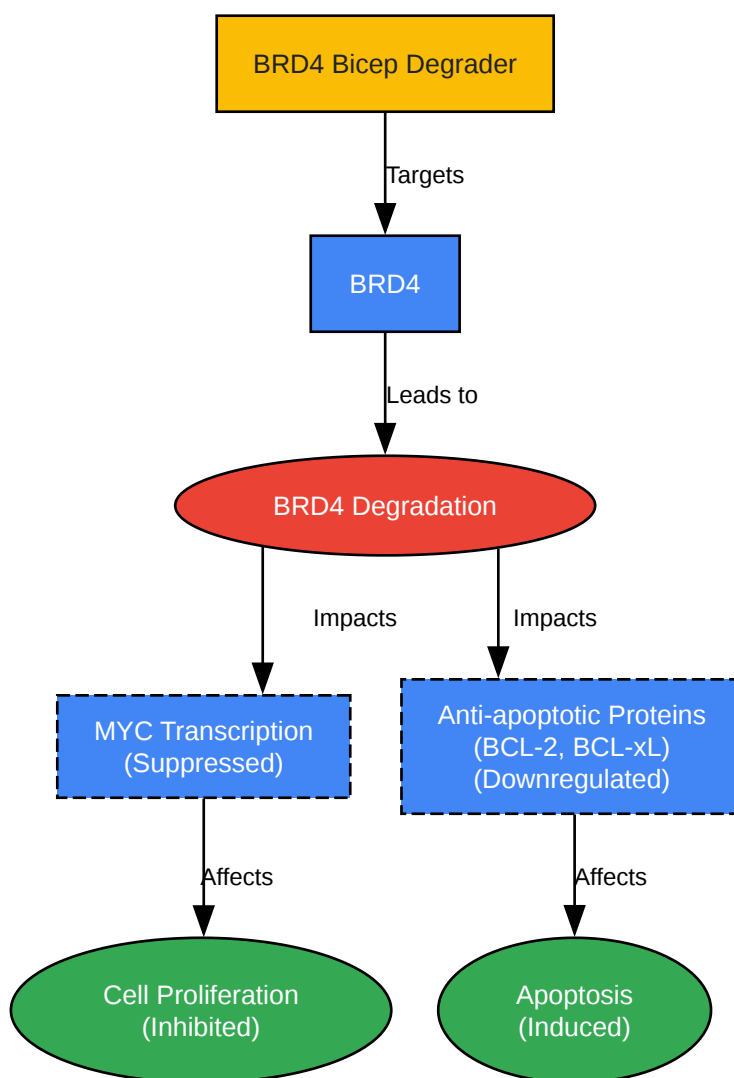 BRD4 Bicep Degrader
Targets
BRD4
Leads to
BRD4 Degradation
Impacts
Impacts
MYC Transcription
(Suppressed)
Anti-apoptotic Proteins
(BCL-2, BCL-xL)
(Downregulated)
Affects
Affects
Cell Proliferation
(Inhibited)
Apoptosis
(Induced)